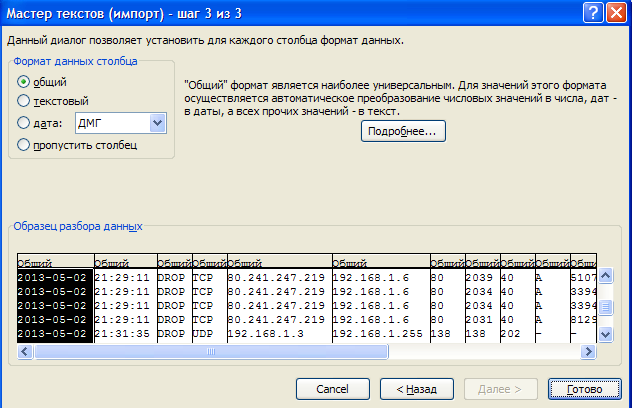 Мастер текстов (импорт) - шаг 3 из 3
Данный диалог позволяет установить для каждого столбца формат данных.
Формат данных столбца
общий
текстовый
дата: ДМГ
пропустить столбец
"Общий" формат является наиболее универсальным. Для значений этого формата
осуществляется автоматическое преобразование числовых значений в числа, дат -
в даты, а всех прочих значений - в текст.
Подробнее...
Образец разбора данных
Общий Общий Общий Общий Общий Общий Общий Общий Общий Общий Общи
2013-05-02 21:29:11 DROP TCP 80.241.247.219 192.168.1.6 80 2039 40 A 5107
2013-05-02 21:29:11 DROP TCP 80.241.247.219 192.168.1.6 80 2034 40 A 3394
2013-05-02 21:29:11 DROP TCP 80.241.247.219 192.168.1.6 80 2034 40 A 3394
2013-05-02 21:29:11 DROP TCP 80.241.247.219 192.168.1.6 80 2031 40 A 8129
2013-05-02 21:31:35 DROP UDP 192.168.1.3 192.168.1.255 138 138 202 - -
Cancel < Назад Далее > Готово